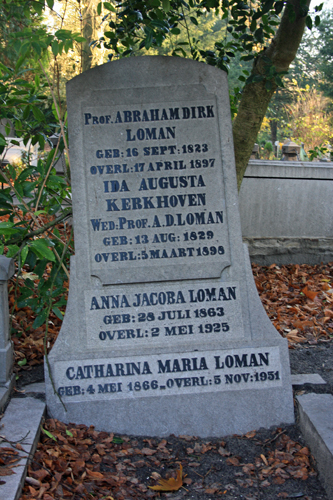 PROF. ABRAHAM DIRK
LOMAN
GEB: 16 SEPT: 1823
OVERL: 17 APRIL 1897
IDA AUGUSTA
KERKHOVEN
WED: PROF. A.D. LOMAN
GEB: 13 AUG: 1829
OVERL: 5 MAART 1898
ANNA JACOBA LOMAN
GEB: 28 JULI 1863
OVERL: 2 MEI 1925
CATHARINA MARIA LOMAN
GEB: 4 MEI 1866 - OVERL: 5 NOV: 1931